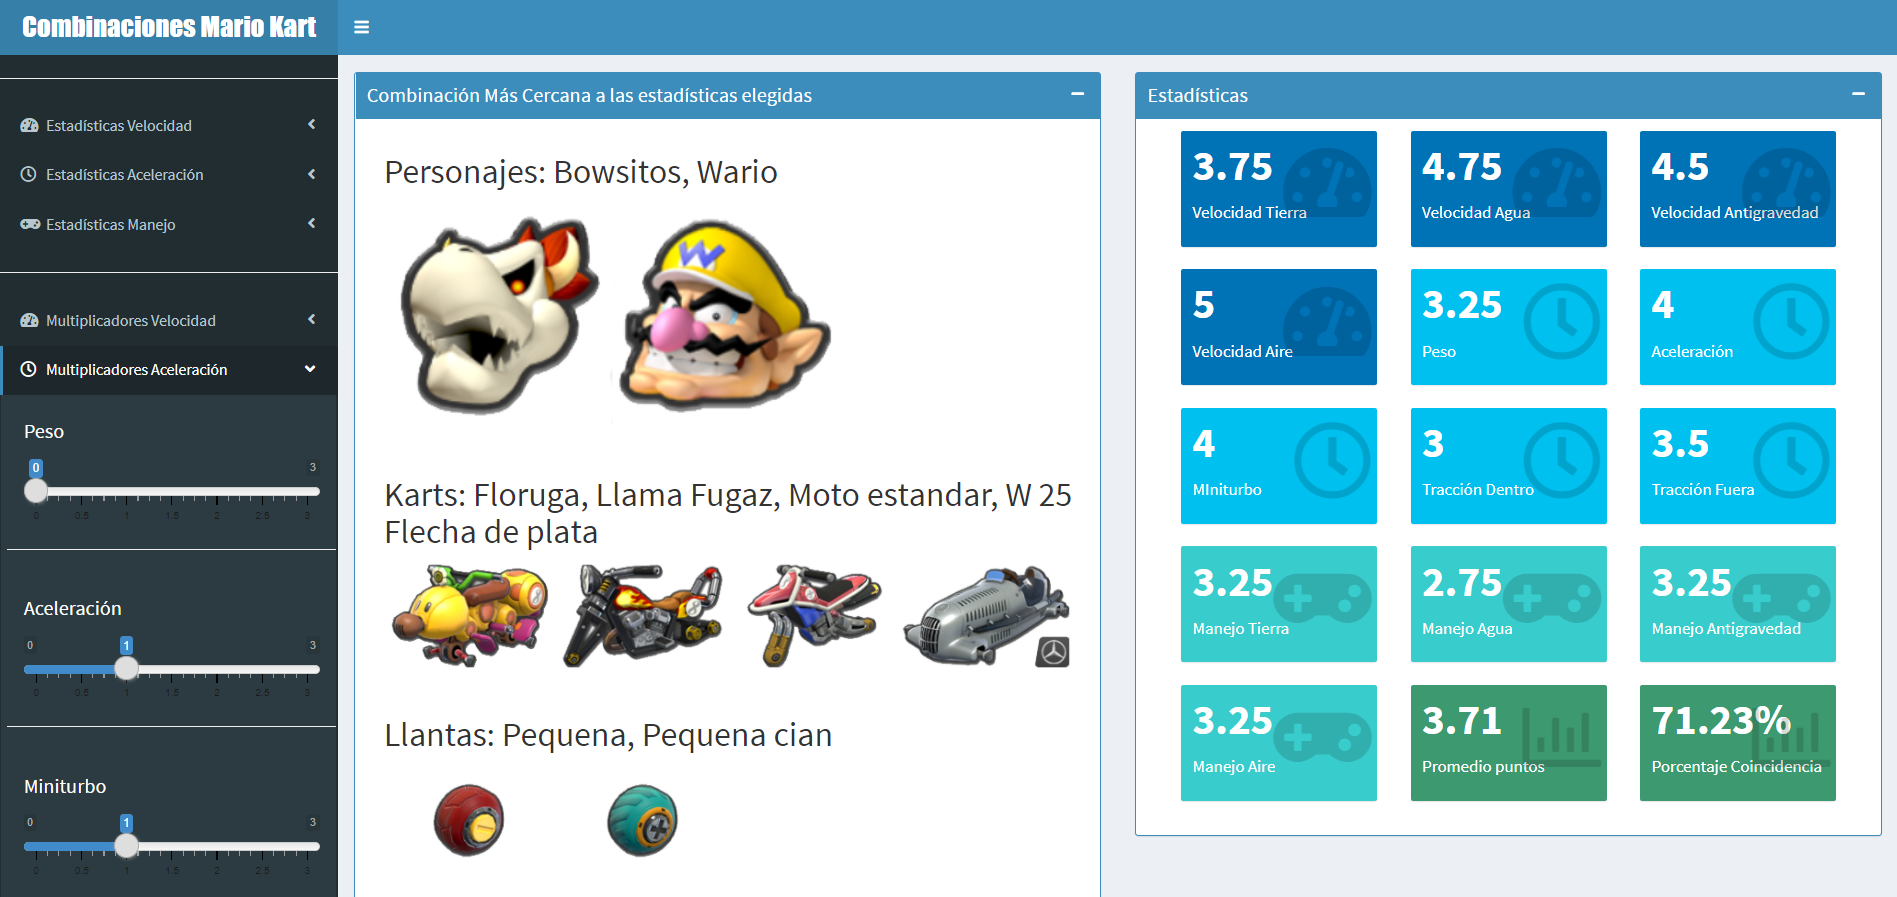 Combinaciones Mario Kart
Estadísticas Velocidad
Estadísticas Aceleración
Estadísticas Manejo
Multiplicadores Velocidad
Multiplicadores Aceleración
Peso
0 3
0 0.5 1 1.5 2 2.5 3
Aceleración
0 1 3
0 0.5 1 1.5 2 2.5 3
Miniturbo
0 1 3
0 0.5 1 1.5 2 2.5 3
Combinación Más Cercana a las estadísticas elegidas
Personajes: Bowsitos, Wario
W
Karts: Floruga, Llama Fugaz, Moto estandar, W 25
Flecha de plata
Llantas: Pequena, Pequena cian
Estadísticas
3.75
Velocidad Tierra
4.75
Velocidad Agua
4.5
Velocidad Antigravedad
5
Velocidad Aire
3.25
Peso
4
Aceleración
4
MIniturbo
3
Tracción Dentro
3.5
Tracción Fuera
3.25
Manejo Tierra
2.75
Manejo Agua
3.25
Manejo Antigravedad
3.25
Manejo Aire
3.71
Promedio puntos
71.23%
Porcentaje Coincidencia